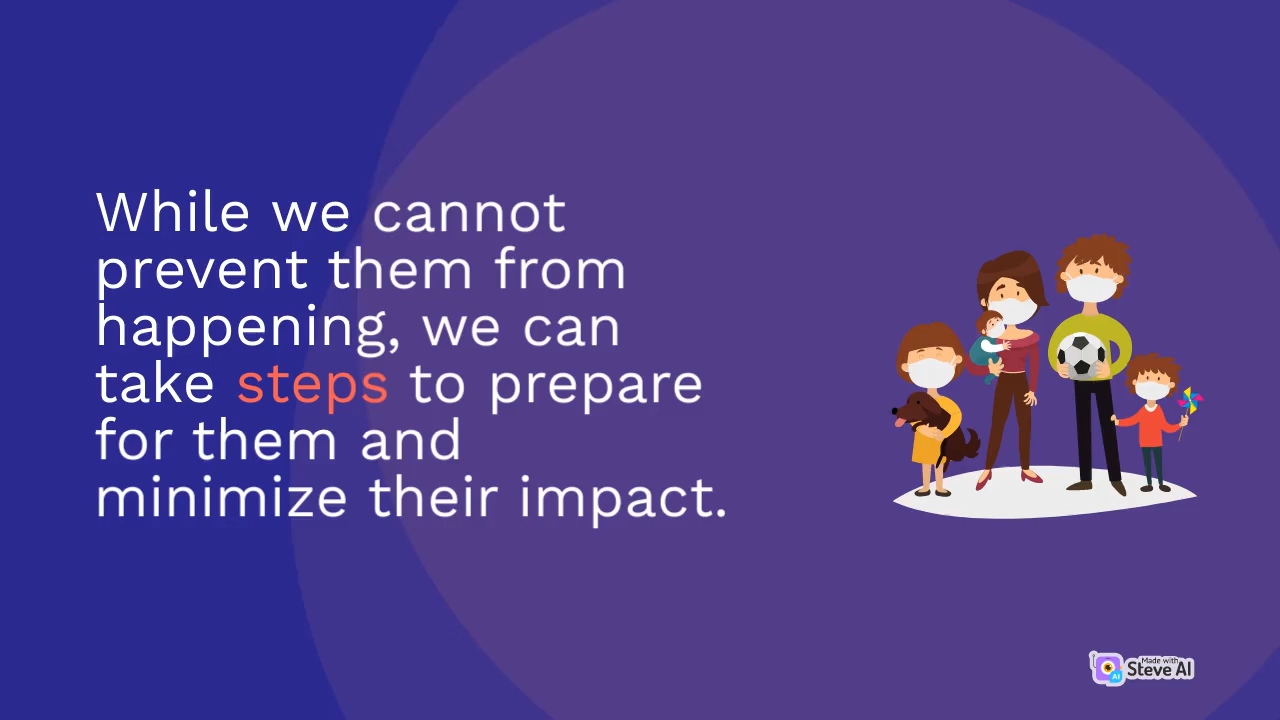 While we cannot
prevent them from
happening, we can
take steps to prepare
for them and
minimize their impact.
Made with
Steve AI
AI